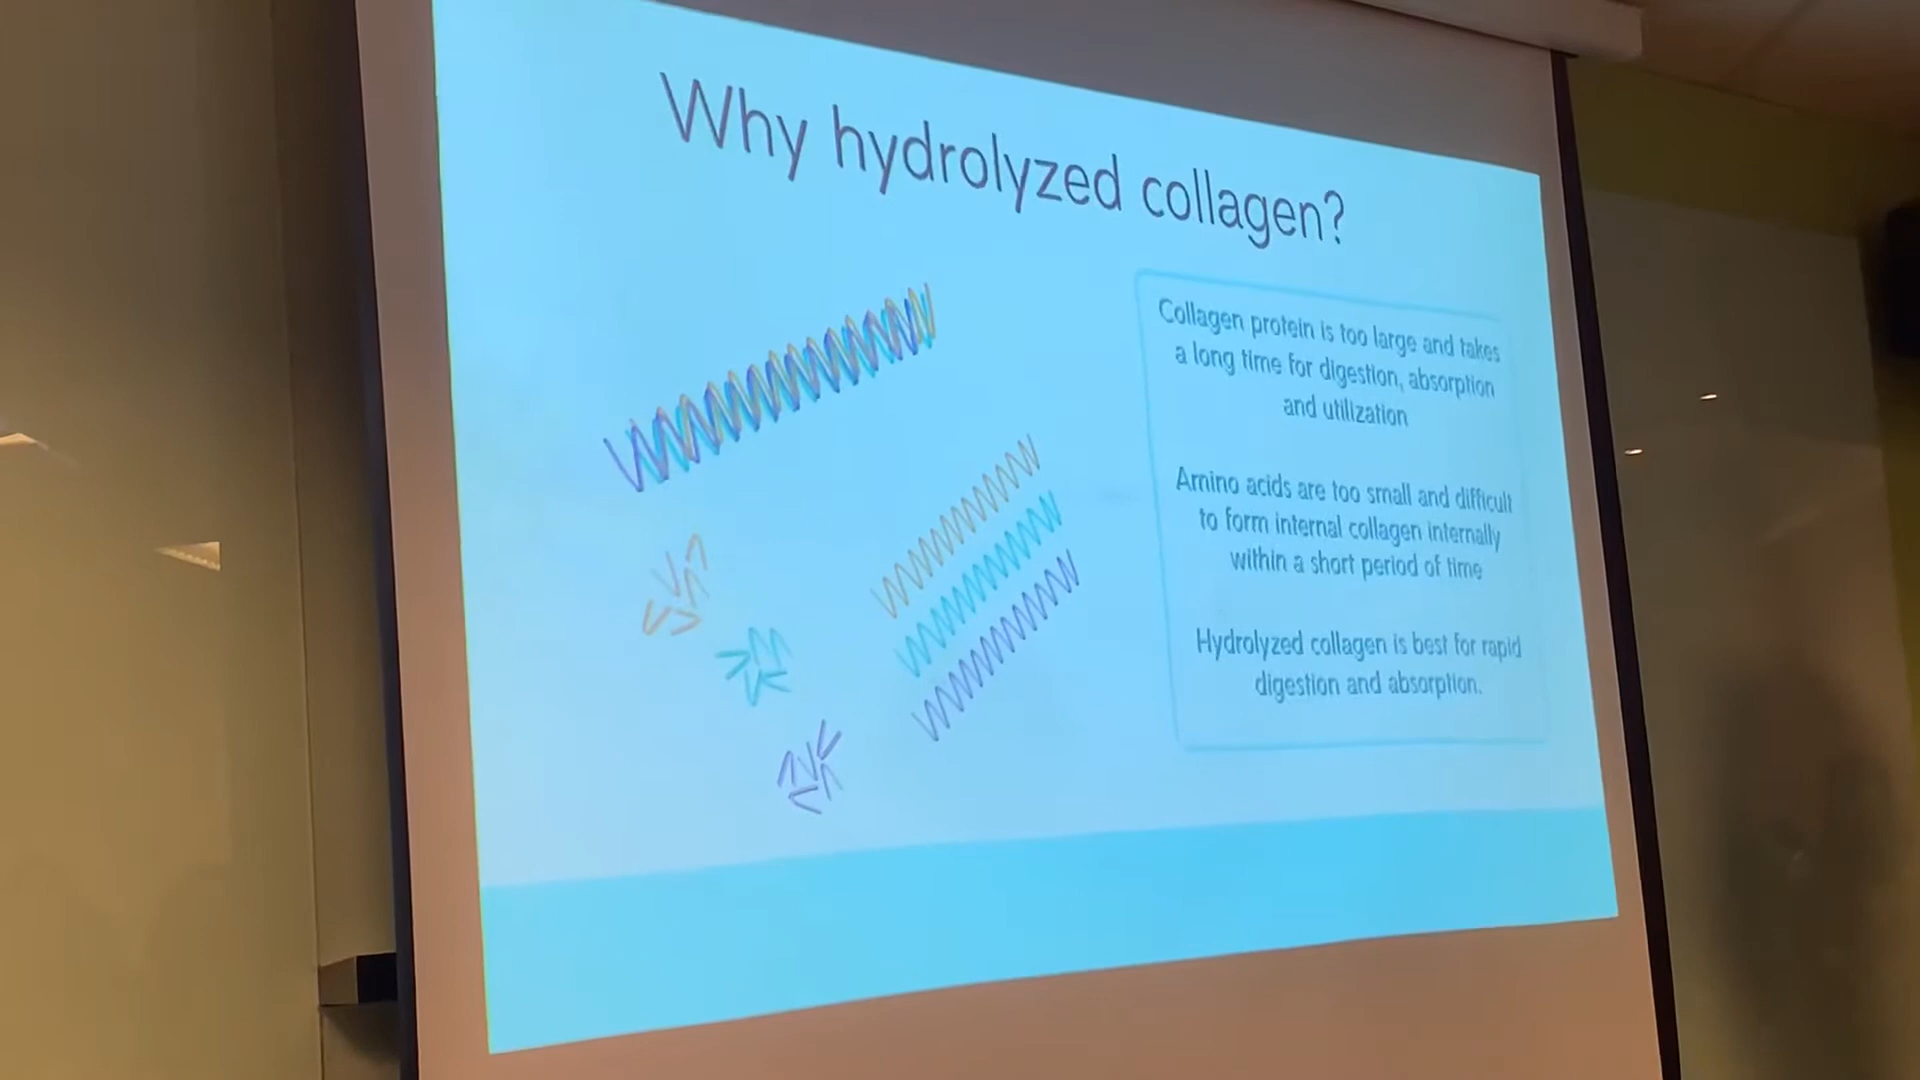 Why hydrolyzed collagen?
Collagen protein is too large and takes
a long time for digestion, absorption
and utilization
Amino acids are too small and difficult
to form internal collagen internally
within a short period of time
Hydrolyzed collagen is best for rapid
digestion and absorption.